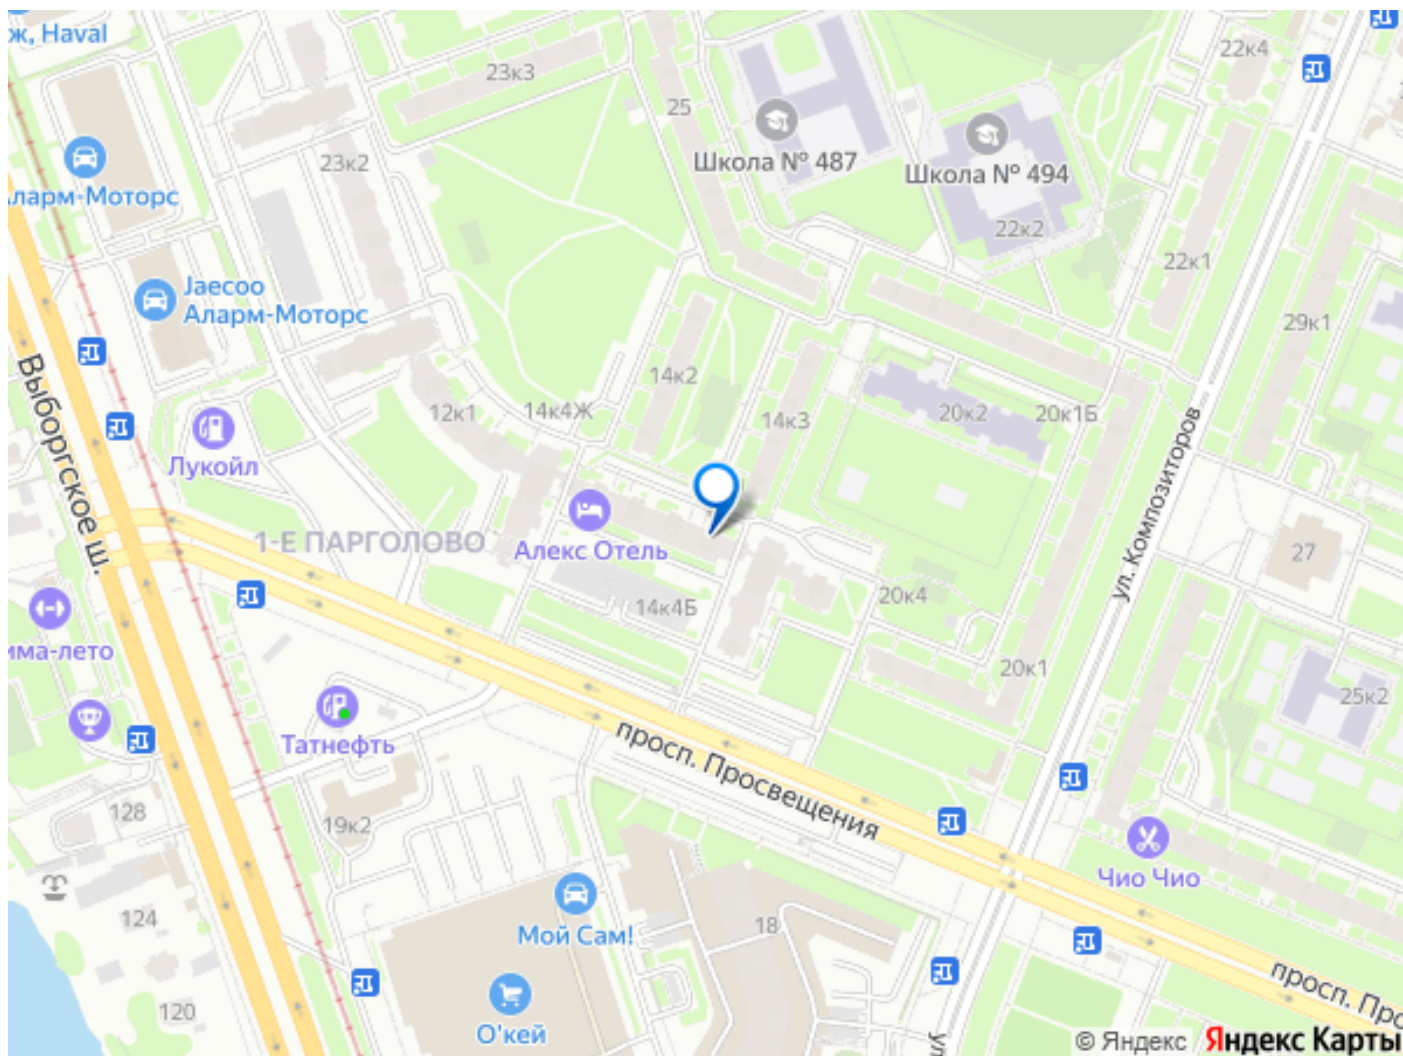 ж, Haval
23к3
25
22к4
23к2
Школа № 487
Школа № 494
Аларм-Моторс
22к2
22к1
Jaecoo
Аларм-Моторс
29к1
Выборгское ш.
14к2
12к1
14к4Ж
14к3
20к2
20к1Б
ул. Композиторов
Лукойл
1-Е ПАРГОЛОВО
Алекс Отель
27
14к4Б
20к4
има-лето
20к1
25к2
Татнефть
просп. Просвещения
128
19к2
Чио Чио
124
18
Мой Сам!
120
О'кей
просп. Про
ул
© Яндекс
Яндекс Карты